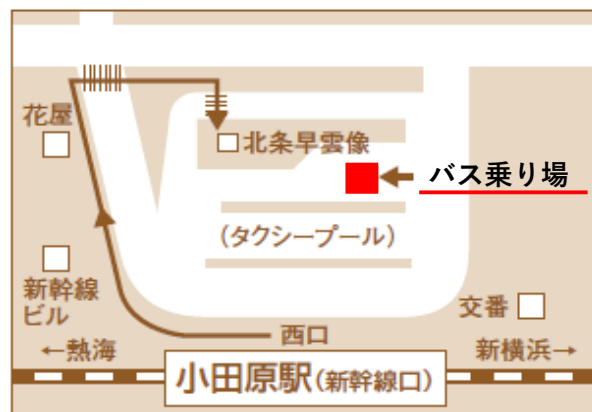 花屋
北条早雲像
バス乗り場
(タクシープール)
新幹線
ビル
交番
西口
←熱海
新横浜→
小田原駅(新幹線口)